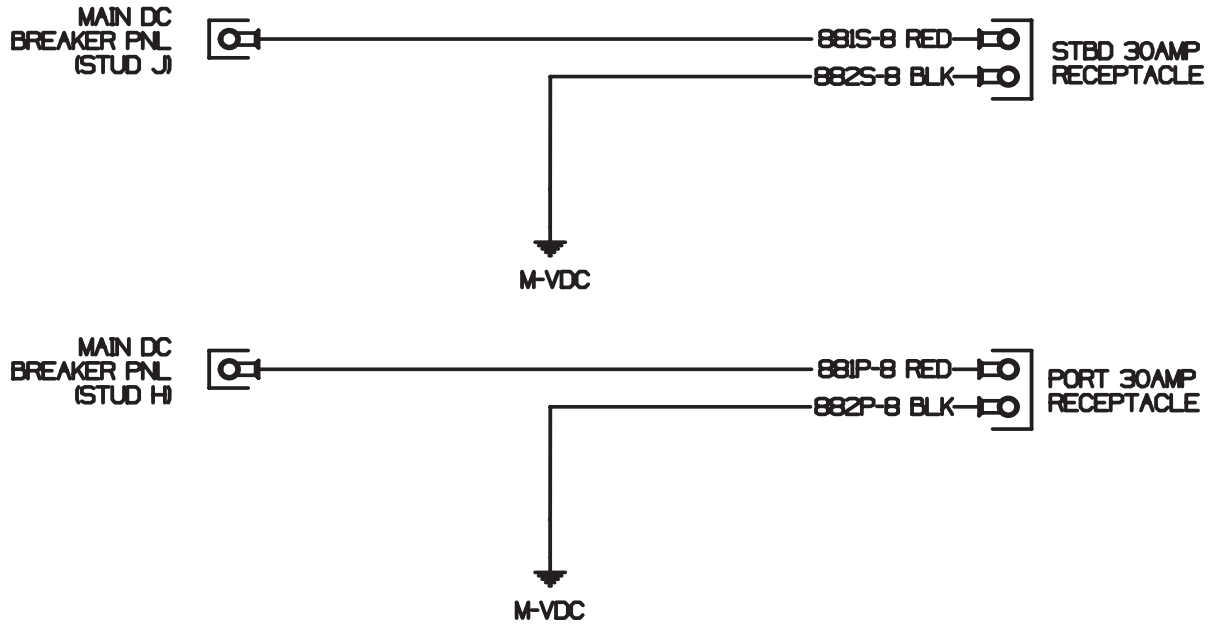 MAIN DC
BREAKER PNL
(STUD J)
881S-8 RED
882S-8 BLK
STBD 30AMP
RECEPTACLE
M-VDC
MAIN DC
BREAKER PNL
(STUD H)
881P-8 RED
882P-8 BLK
PORT 30AMP
RECEPTACLE
M-VDC